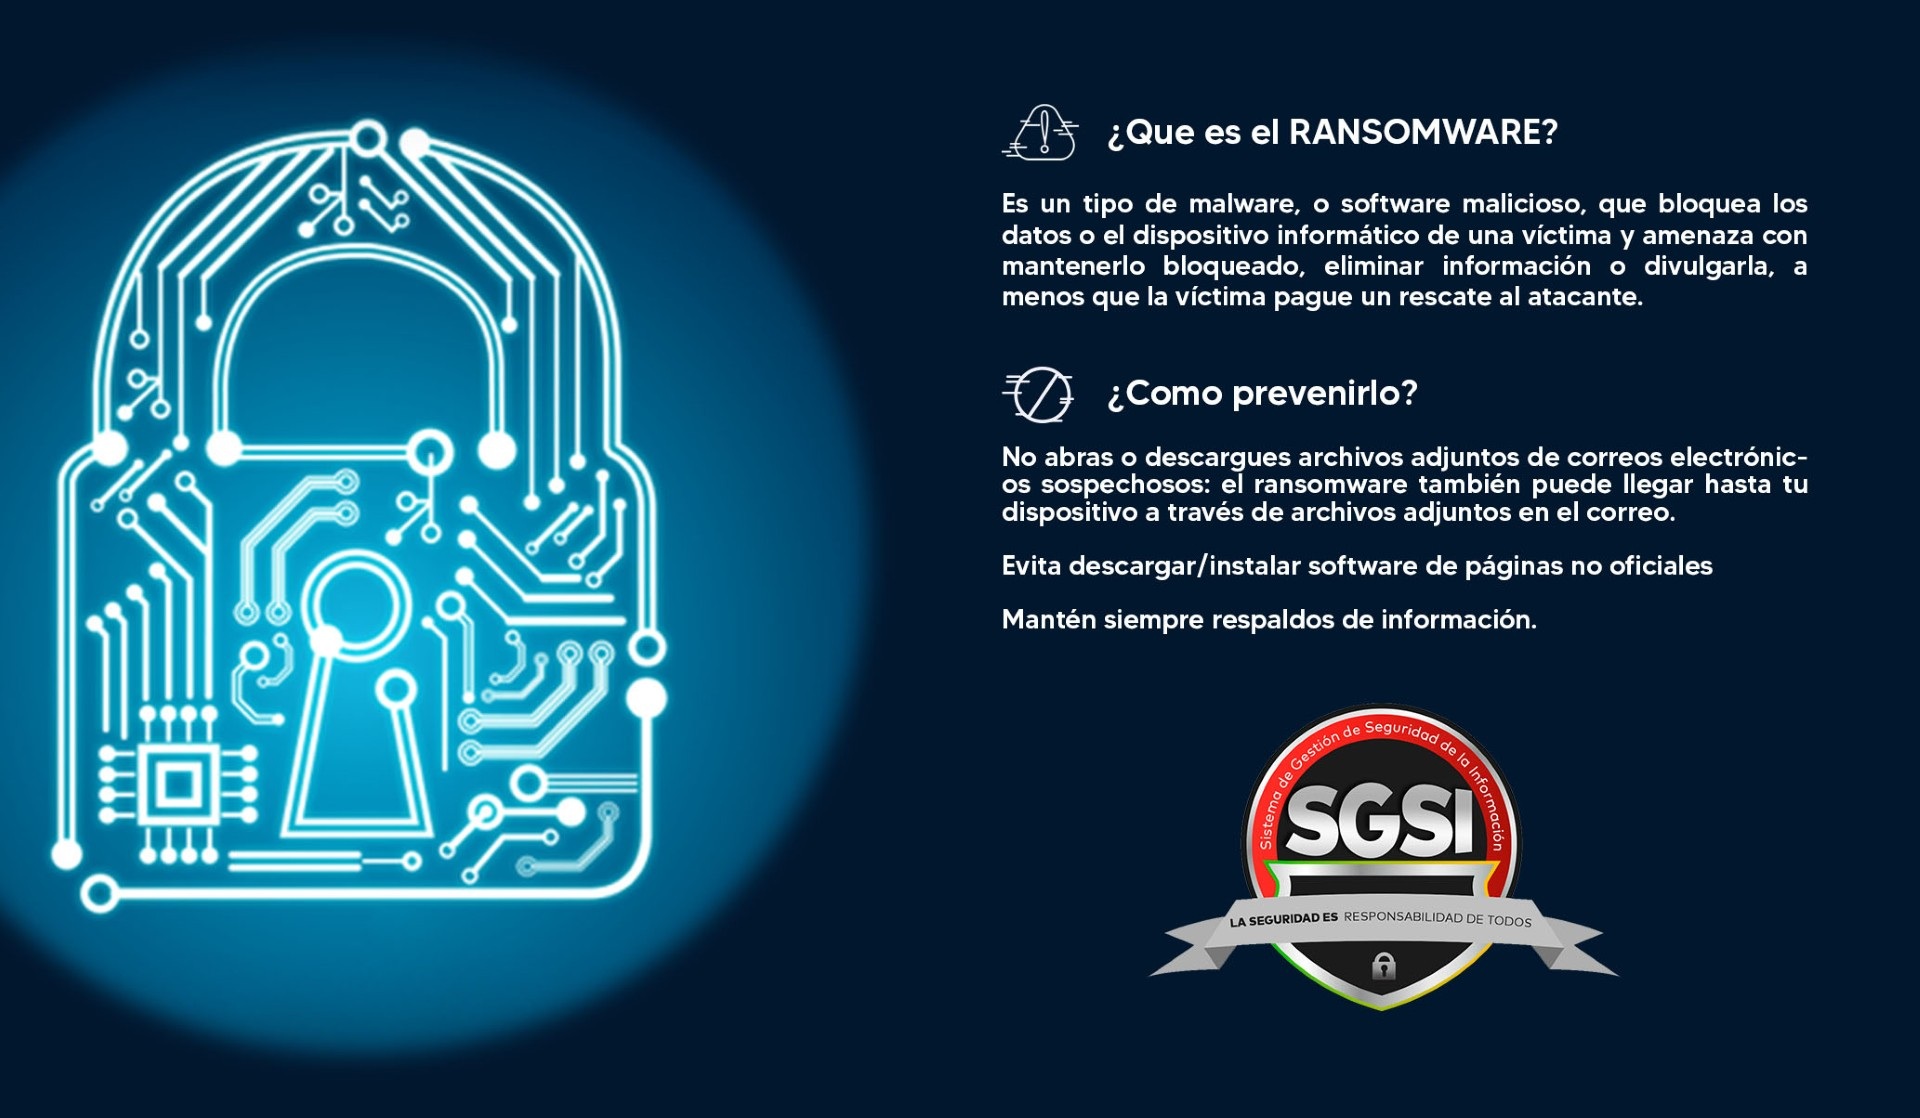 ¿Que es el RANSOMWARE?
Es un tipo de malware, o software malicioso, que bloquea los
datos o el dispositivo informático de una víctima y amenaza con
mantenerlo bloqueado, eliminar información o divulgarla, a
menos que la víctima pague un rescate al atacante.
¿Como prevenirlo?
No abras o descargues archivos adjuntos de correos electrónic-
os sospechosos: el ransomware también puede llegar hasta tu
dispositivo a través de archivos adjuntos en el correo.
Evita descargar/instalar software de páginas no oficiales
Mantén siempre respaldos de información.
Sistema de Gestión de Seguridad de la Información
SGSI
LA SEGURIDAD ES RESPONSABILIDAD DE TODOS